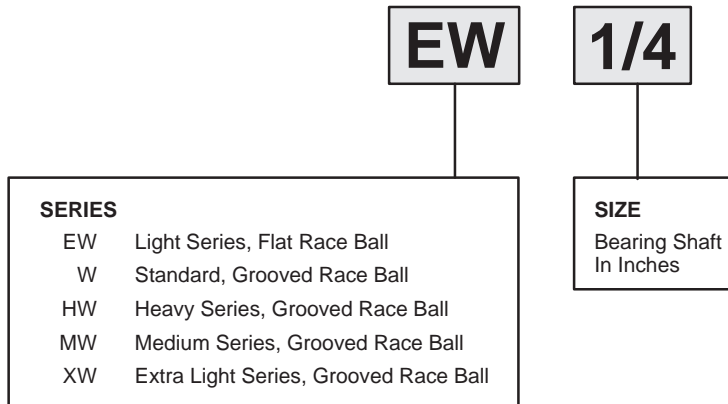 EW 1/4
SERIES
EW Light Series, Flat Race Ball
W Standard, Grooved Race Ball
HW Heavy Series, Grooved Race Ball
MW Medium Series, Grooved Race Ball
XW Extra Light Series, Grooved Race Ball
SIZE
Bearing Shaft
In Inches